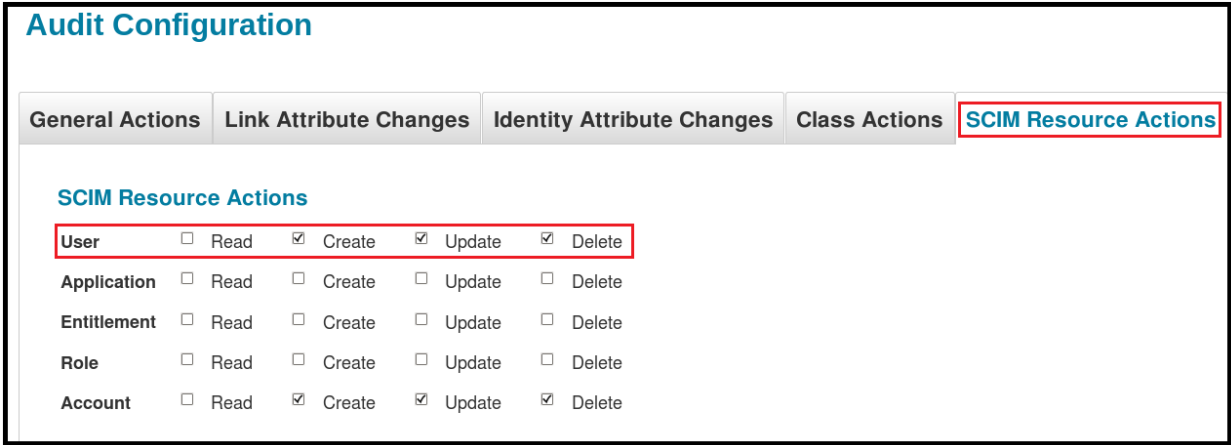 Audit Configuration
General Actions Link Attribute Changes Identity Attribute Changes Class Actions SCIM Resource Actions
SCIM Resource Actions
User Read Create Update Delete
Application Read Create Update Delete
Entitlement Read Create Update Delete
Role Read Create Update Delete
Account Read Create Update Delete